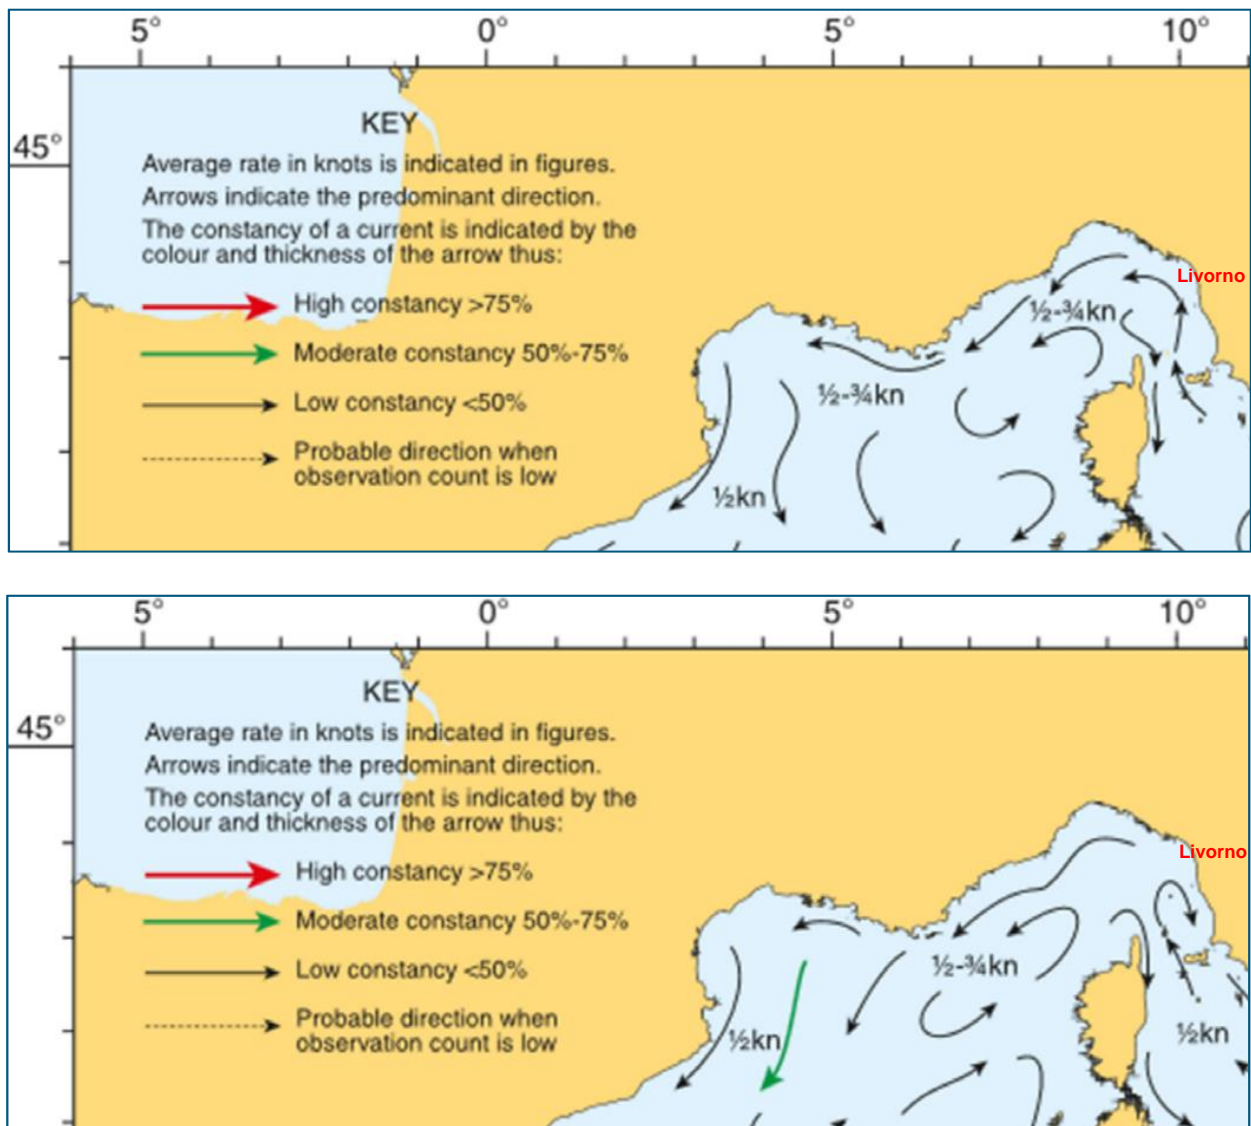 5° 0° 5° 10°
KEY
45°
Average rate in knots is indicated in figures.
Arrows indicate the predominant direction.
The constancy of a current is indicated by the
colour and thickness of the arrow thus:
Livorno
High constancy >75%
½-¾kn
Moderate constancy 50%-75%
½-¾kn
Low constancy <50%
Probable direction when
observation count is low
½kn
5° 0° 5° 10°
KEY
45°
Average rate in knots is indicated in figures.
Arrows indicate the predominant direction.
The constancy of a current is indicated by the
colour and thickness of the arrow thus:
Livorno
High constancy >75%
Moderate constancy 50%-75%
Low constancy <50%
½-¾kn
Probable direction when
observation count is low
½kn
½kn